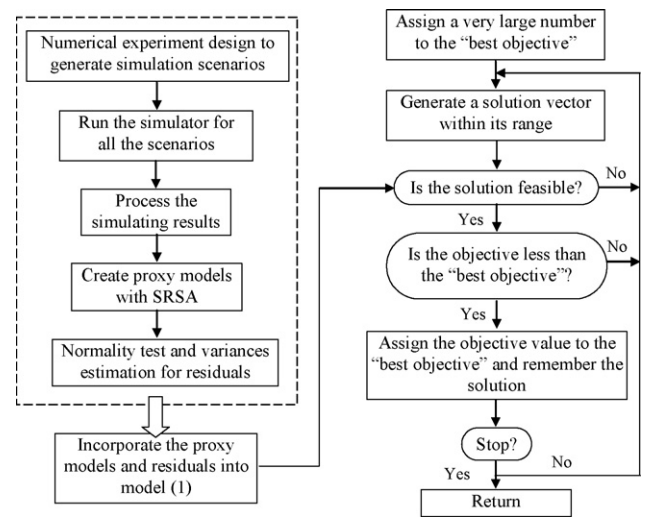 Numerical experiment design to
generate simulation scenarios
Run the simulator for
all the scenarios
Process the
simulating results
Create proxy models
with SRSA
Normality test and variances
estimation for residuals
Incorporate the proxy
models and residuals into
model (1)
Assign a very large number
to the “best objective”
Generate a solution vector
within its range
Is the solution feasible?
No
Yes
Is the objective less than
the “best objective”?
No
Yes
Assign the objective value to the
“best objective” and remember the
solution
Stop?
Yes
No
Return